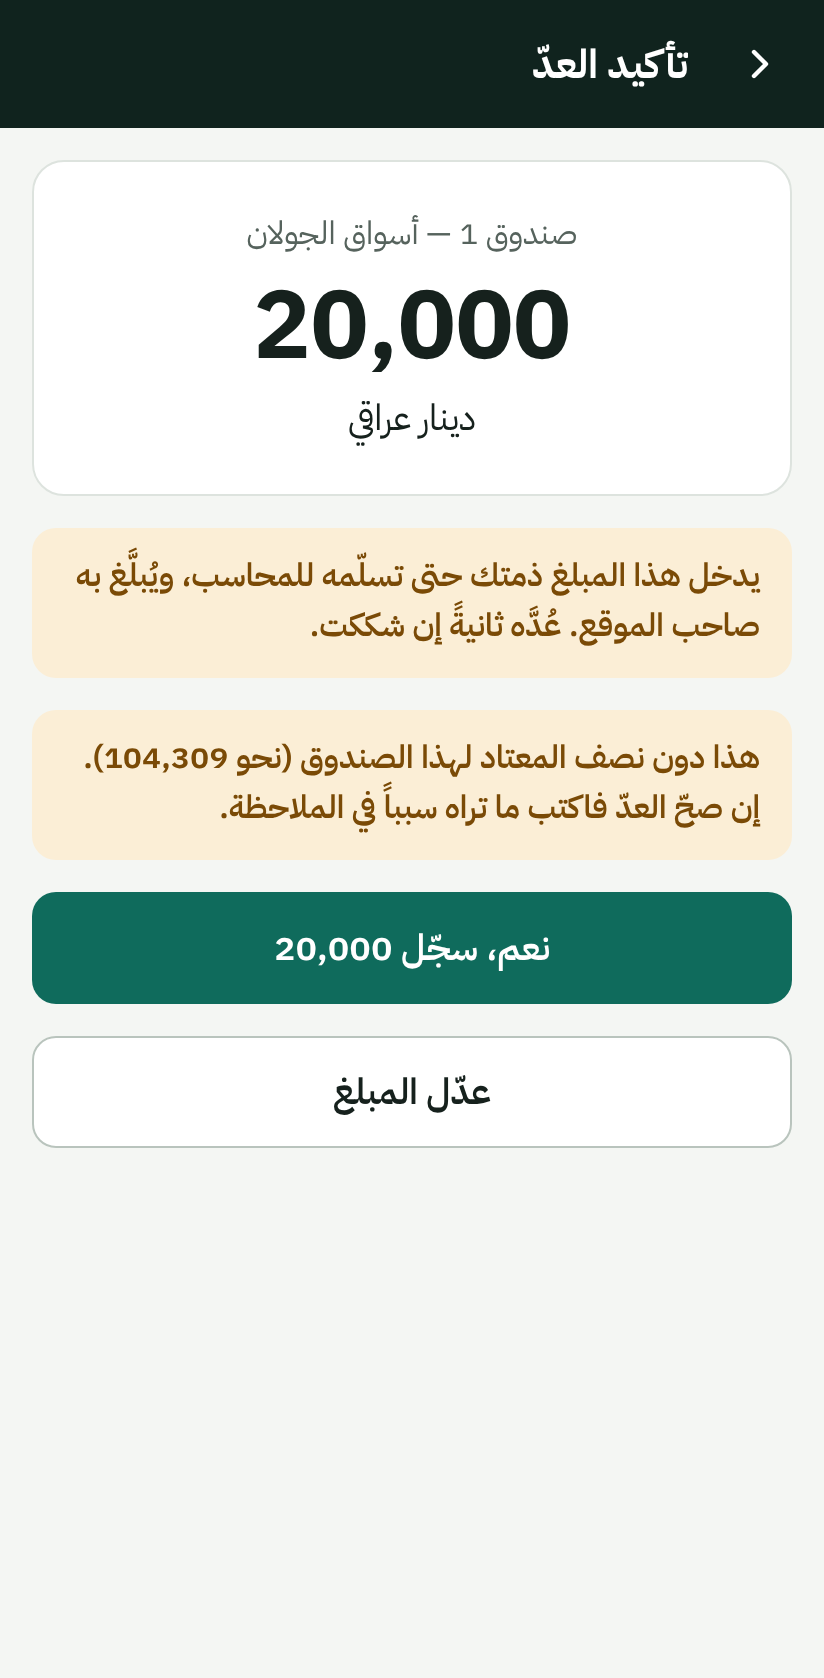 تأكيد العدّ
صندوق 1 — أسواق الجولان
20,000
دينار عراقي
يدخل هذا المبلغ ذمتك حتى تسلّمه للمحاسب، ويُبلَّغ به
صاحب الموقع. عُدَّه ثانيةً إن شككت.
هذا دون نصف المعتاد لهذا الصندوق (نحو 104,309).
إن صحّ العدّ فاكتب ما تراه سبباً في الملاحظة.
نعم، سجّل 20,000
عدّل المبلغ